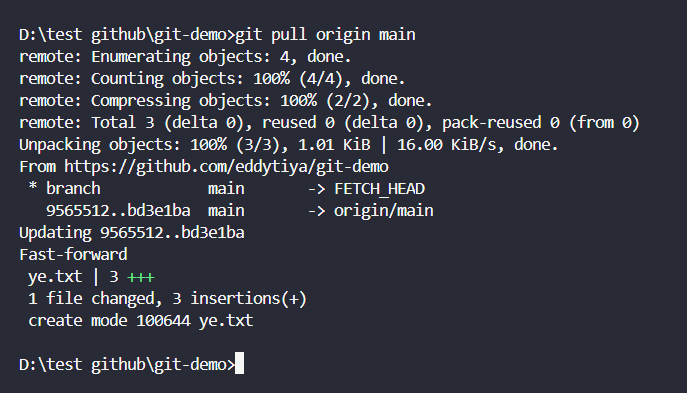 D:\test github\git-demo>git pull origin main
remote: Enumerating objects: 4, done.
remote: Counting objects: 100% (4/4), done.
remote: Compressing objects: 100% (2/2), done.
remote: Total 3 (delta 0), reused 0 (delta 0), pack-reused 0 (from 0)
Unpacking objects: 100% (3/3), 1.01 KiB | 16.00 KiB/s, done.
From https://github.com/eddytiya/git-demo
 * branch            main       -> FETCH_HEAD
   9565512..bd3e1ba  main       -> origin/main
Updating 9565512..bd3e1ba
Fast-forward
 ye.txt | 3 +++
 1 file changed, 3 insertions(+)
 create mode 100644 ye.txt
D:\test github\git-demo>